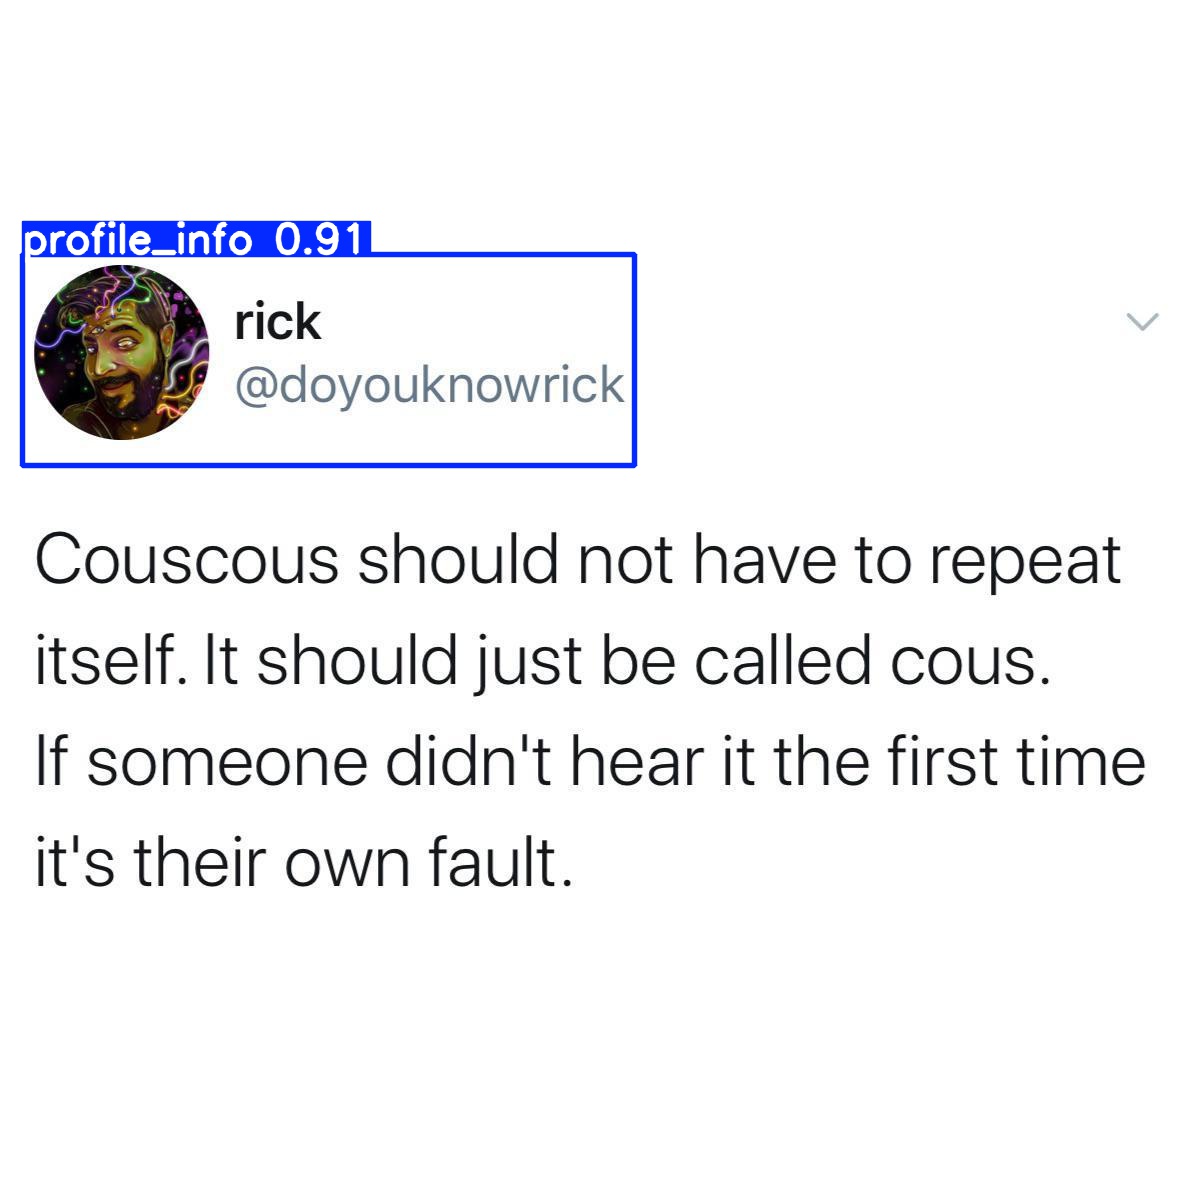 profile_info 0.91
rick
@doyouknowrick
Couscous should not have to repeat
itself. It should just be called cous.
If someone didn't hear it the first time
it's their own fault.